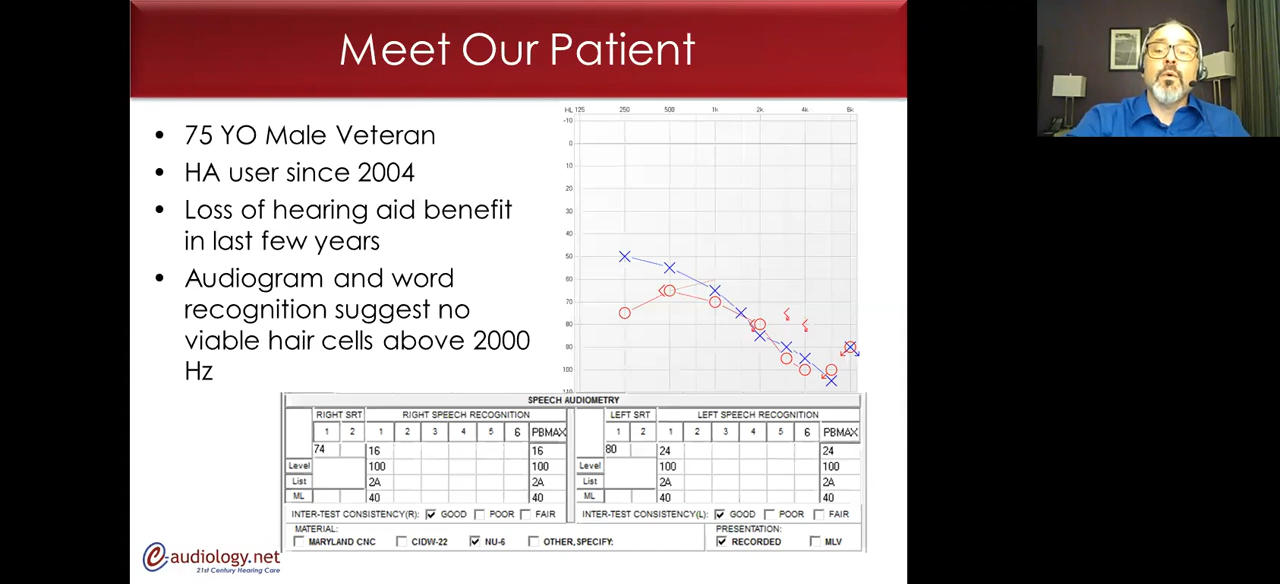 Meet Our Patient
• 75 YO Male Veteran
• HA user since 2004
• Loss of hearing aid benefit
in last few years
• Audiogram and word
recognition suggest no
viable hair cells above 2000
Hz
HL 125 250 500 1k 2k 4k 8k
-10
0
10
20
30
40
50
60
70
80
90
100
110
SPEECH AUDIOMETRY
RIGHT SRT RIGHT SPEECH RECOGNITION LEFT SRT LEFT SPEECH RECOGNITION
1 2 1 2 3 4 5 6 PBMAX 1 2 1 2 3 4 5 6 PBMAX
74 16 16 80 24 24
Level 100 100 Level 100 100
List 2A 2A List 2A 2A
ML 40 40 ML 40 40
INTER-TEST CONSISTENCY(R): GOOD POOR FAIR INTER-TEST CONSISTENCY(L): GOOD POOR FAIR
MATERIAL: PRESENTATION:
MARYLAND CNC CIDW-22 NU-6 OTHER, SPECIFY: RECORDED MLV
e-audiology.net
21st Century Hearing Care